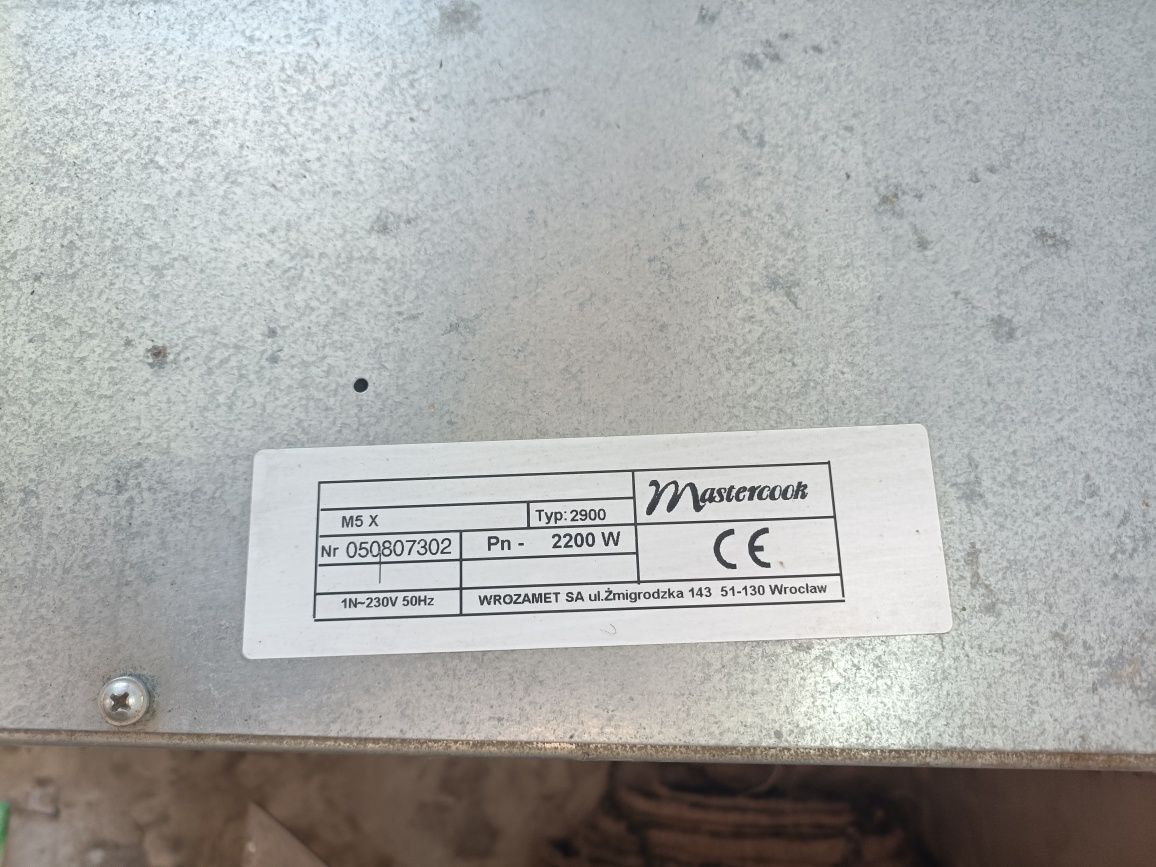 M5 X
Typ: 2900
Mastercook
Nr 050807302
Pn - 2200 W
CE
1N~230V 50Hz
WROZAMET SA ul.Żmigrodzka 143 51-130 Wrocław